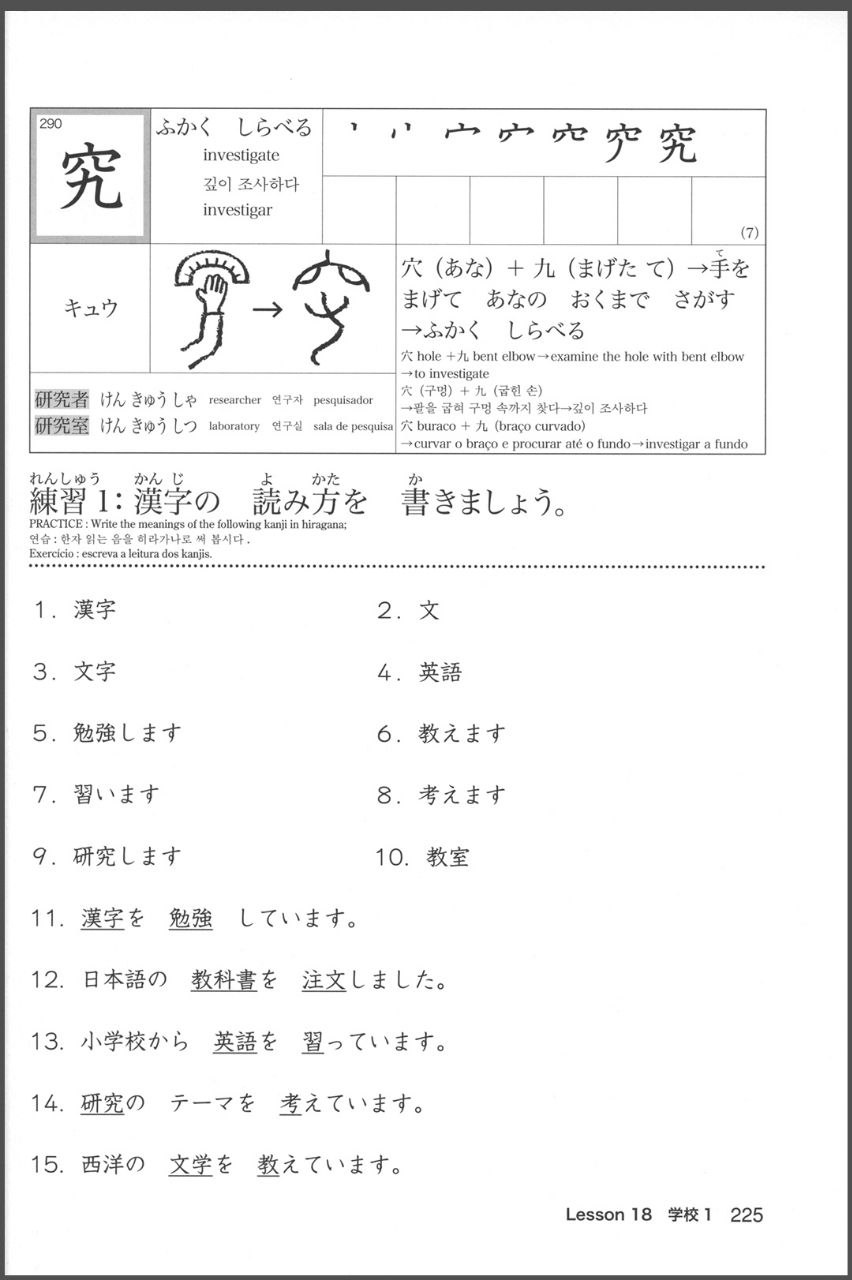 290
究
ふかく　しらべる
investigate
깊이 조사하다
investigar
丶 丷 宀 宀 穴 究 究
(7)
キュウ
→
て
穴（あな）＋ 九（まげた て）→手を
まげて　あなの　おくまで　さがす
→ふかく　しらべる
穴 hole +九 bent elbow→examine the hole with bent elbow
→to investigate
穴（구멍）+ 九（굽힌 손）
→팔을 굽혀 구멍 속까지 찾다→깊이 조사하다
穴 buraco + 九（braço curvado）
→curvar o braço e procurar até o fundo→investigar a fundo
研究者 けん きゅう しゃ researcher 연구자 pesquisador
研究室 けん きゅう しつ laboratory 연구실 sala de pesquisa
れんしゅう　かん じ　よ　かた　か
練習 1: 漢字の　読み方を　書きましょう。
PRACTICE : Write the meanings of the following kanji in hiragana;
연습 : 한자 읽는 음을 히라가나로 써 봅시다 .
Exercício : escreva a leitura dos kanjis.
1. 漢字
2. 文
3. 文字
4. 英語
5. 勉強します
6. 教えます
7. 習います
8. 考えます
9. 研究します
10. 教室
11. 漢字を　勉強　しています。
12. 日本語の　教科書を　注文しました。
13. 小学校から　英語を　習っています。
14. 研究の　テーマを　考えています。
15. 西洋の　文学を　教えています。
Lesson 18　学校 1　225